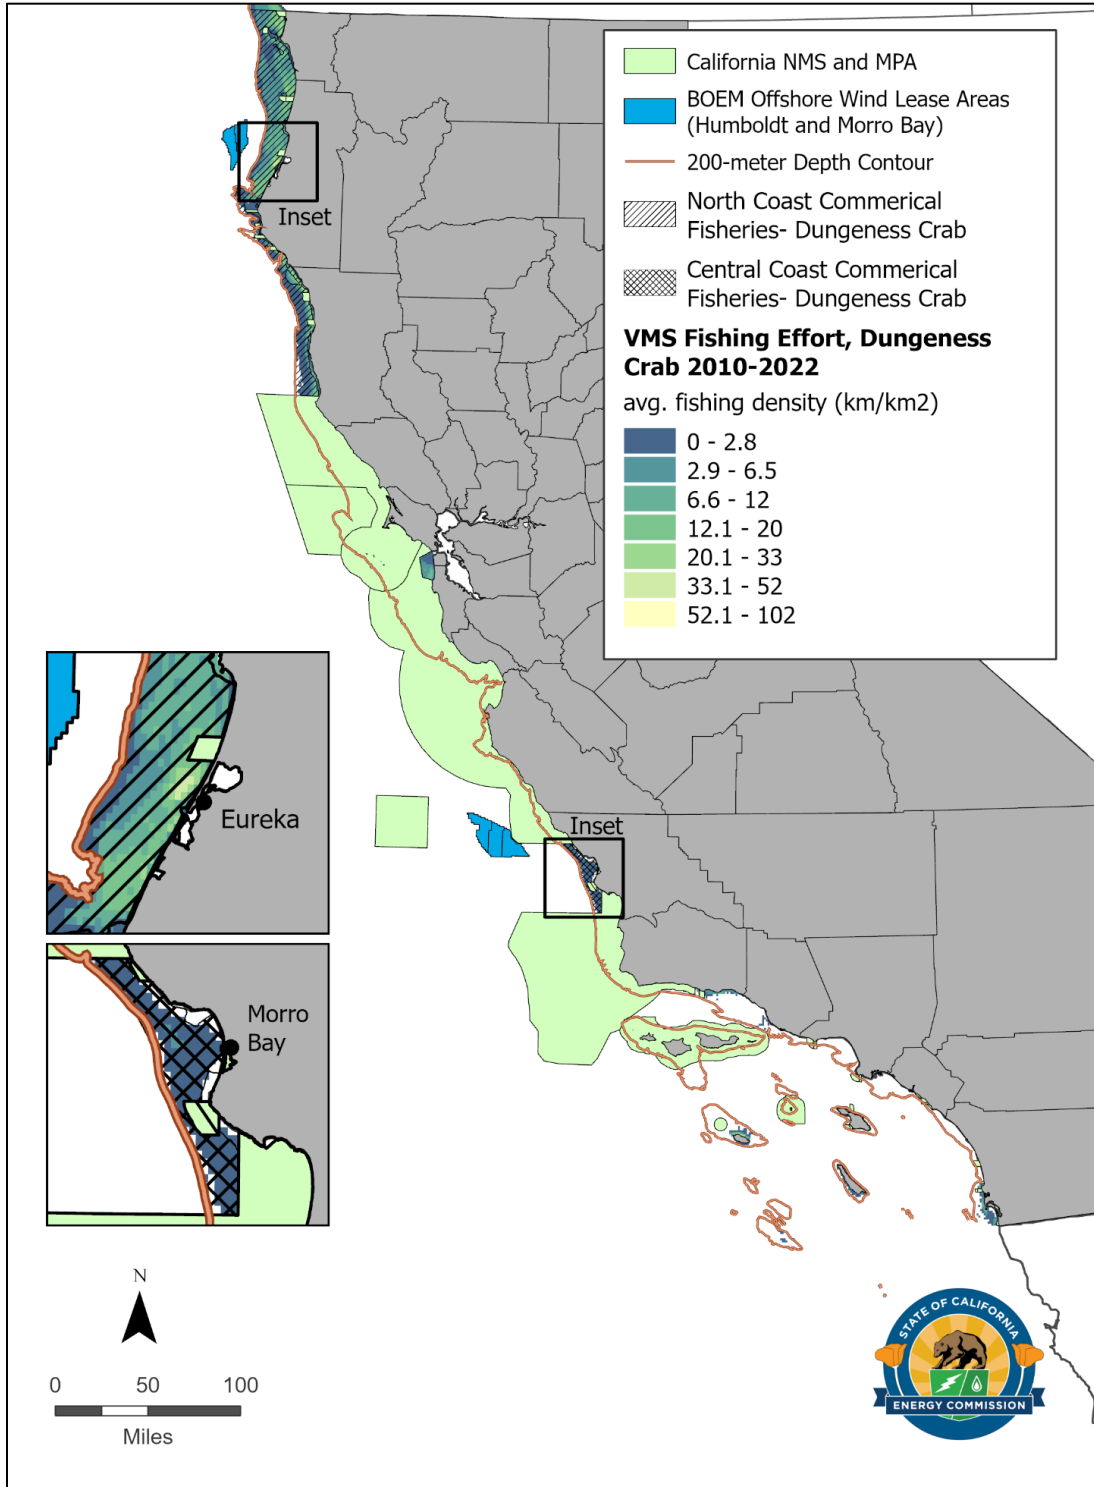 California NMS and MPA
BOEM Offshore Wind Lease Areas
(Humboldt and Morro Bay)
200-meter Depth Contour
North Coast Commerical
Fisheries- Dungeness Crab
Central Coast Commerical
Fisheries- Dungeness Crab
VMS Fishing Effort, Dungeness
Crab 2010-2022
avg. fishing density (km/km2)
0 - 2.8
2.9 - 6.5
6.6 - 12
12.1 - 20
20.1 - 33
33.1 - 52
52.1 - 102
Inset
Inset
Eureka
Morro
Bay
N
0 50 100
Miles
STATE OF CALIFORNIA
ENERGY COMMISSION